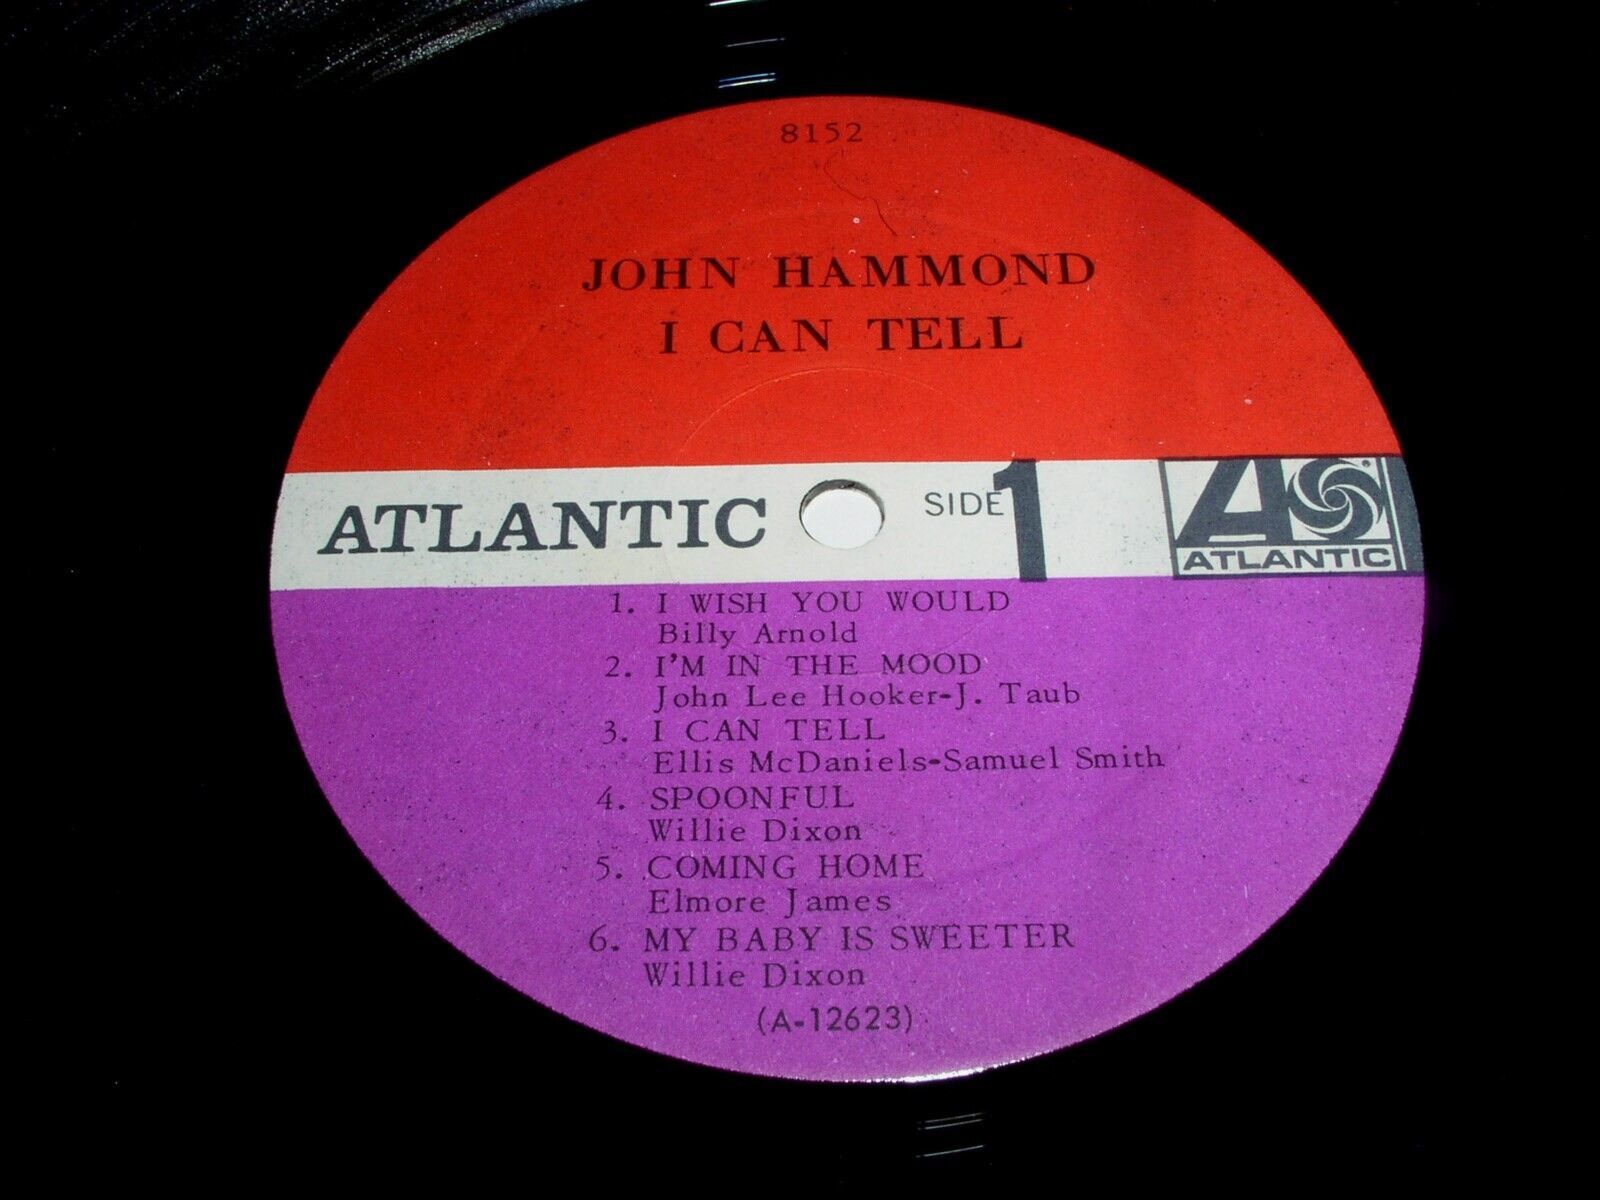 8152
JOHN HAMMOND
I CAN TELL
ATLANTIC SIDE 1 ATLANTIC
1. I WISH YOU WOULD
Billy Arnold
2. I'M IN THE MOOD
John Lee Hooker-J. Taub
3. I CAN TELL
Ellis McDaniels-Samuel Smith
4. SPOONFUL
Willie Dixon
5. COMING HOME
Elmore James
6. MY BABY IS SWEETER
Willie Dixon
(A-12623)